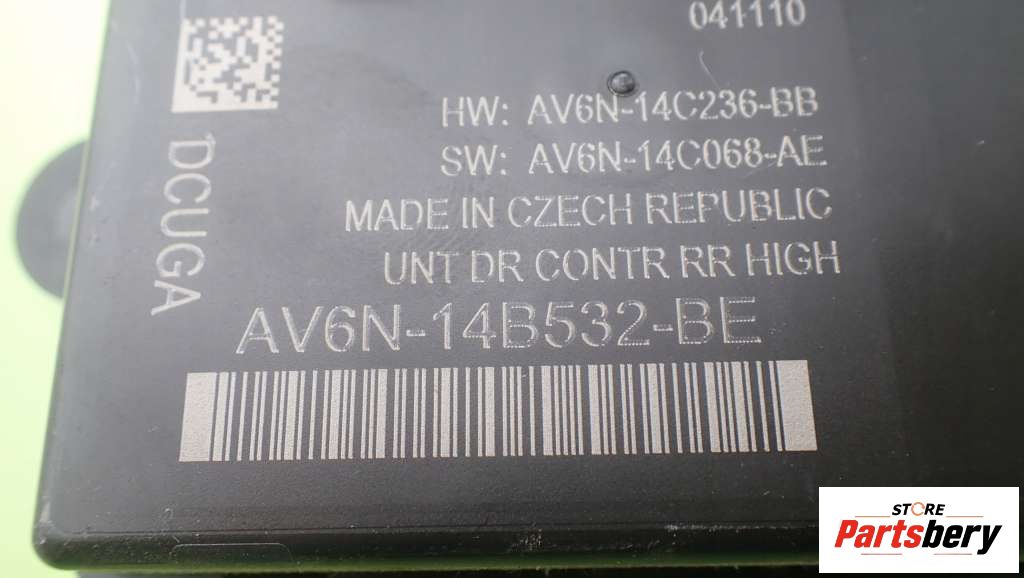 041110
HW: AV6N-14C236-BB
SW: AV6N-14C068-AE
MADE IN CZECH REPUBLIC
UNT DR CONTR RR HIGH
DCUGA
AV6N-14B532-BE
STORE
Partsbery